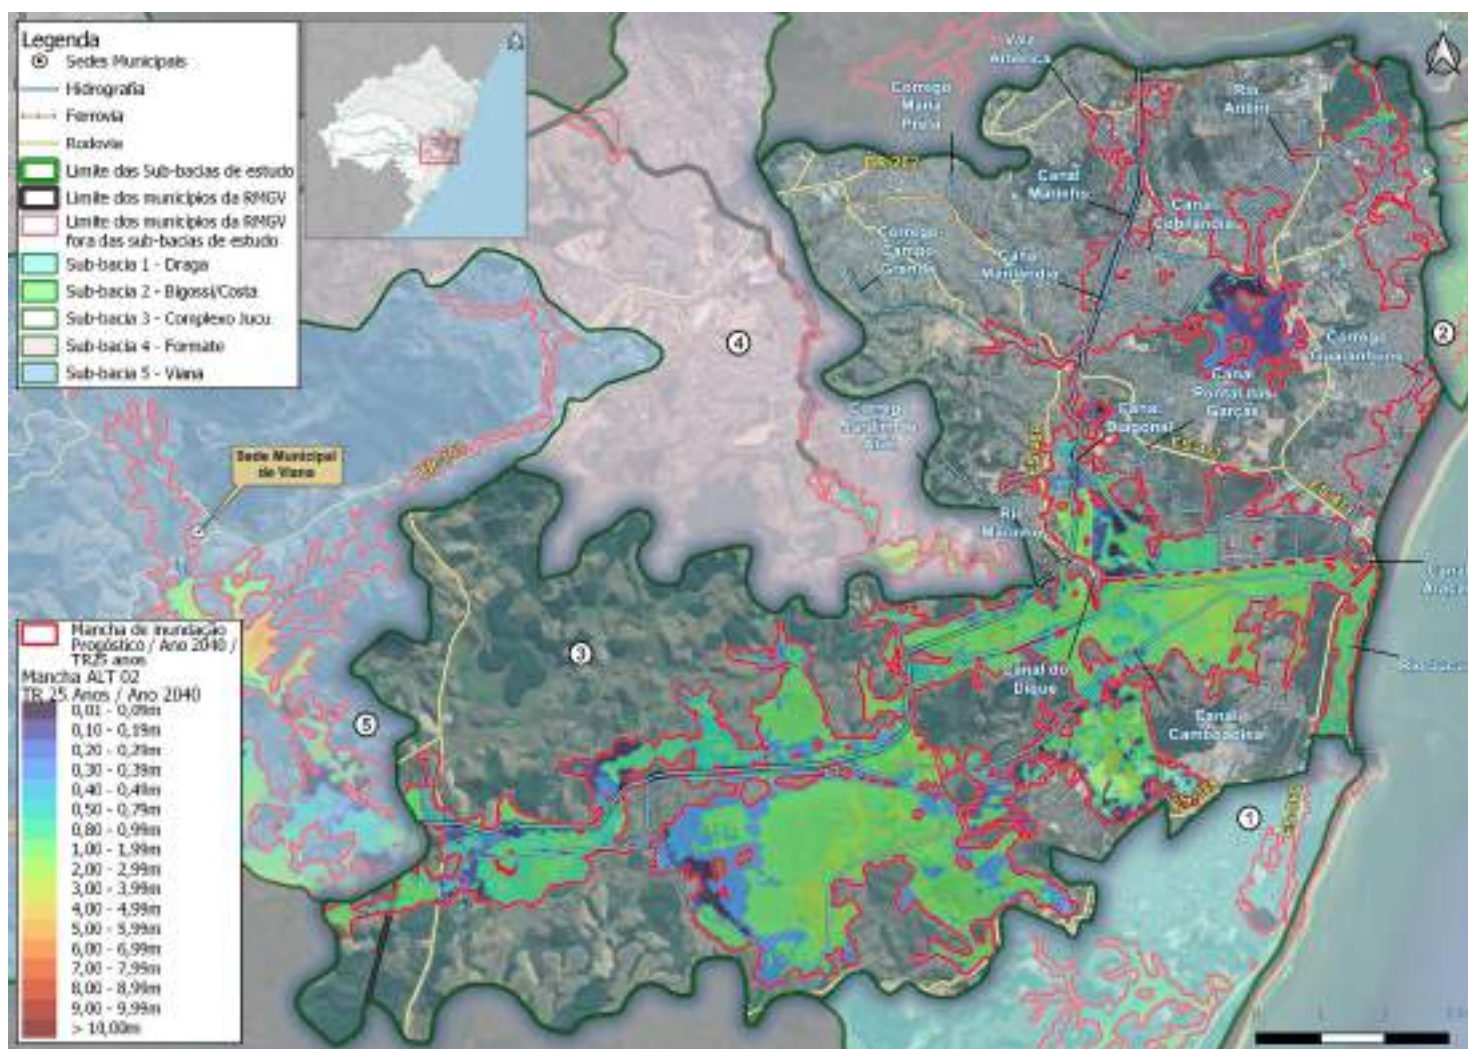 Legenda
Sedes Municipais
Hidrografia
Ferrovia
Rodovia
Limite das Sub-bacias de estudo
Limite dos municípios da RMGV
Limite dos municípios da RMGV
fora das sub-bacias de estudo
Sub-bacia 1 - Draga
Sub-bacia 2 - Bigossi/Costa
Sub-bacia 3 - Complexo Jucu
Sub-bacia 4 - Formate
Sub-bacia 5 - Viana
Vala
América
Córrego
Maria
Preta
Rio
Aribiri
Canal
Marinho
Canal
Cobilândia
Córrego
Campo
Grande
Canal
Marilândia
2
4
Córrego
Guaranhuns
Canal
Pontal das
Garças
Canal
Diagonal
Sede Municipal
de Viana
Rio
Marinho
Canal
Rio Jucu
3
Canal do
Dique
Canal
Camboapina
5
1
Mancha de inundação
Prognóstico / Ano 2040 /
TR25 anos
Mancha ALT 02
TR 25 Anos / Ano 2040
0,01 - 0,09m
0,10 - 0,19m
0,20 - 0,29m
0,30 - 0,39m
0,40 - 0,49m
0,50 - 0,79m
0,80 - 0,99m
1,00 - 1,99m
2,00 - 2,99m
3,00 - 3,99m
4,00 - 4,99m
5,00 - 5,99m
6,00 - 6,99m
7,00 - 7,99m
8,00 - 8,99m
9,00 - 9,99m
> 10,00m